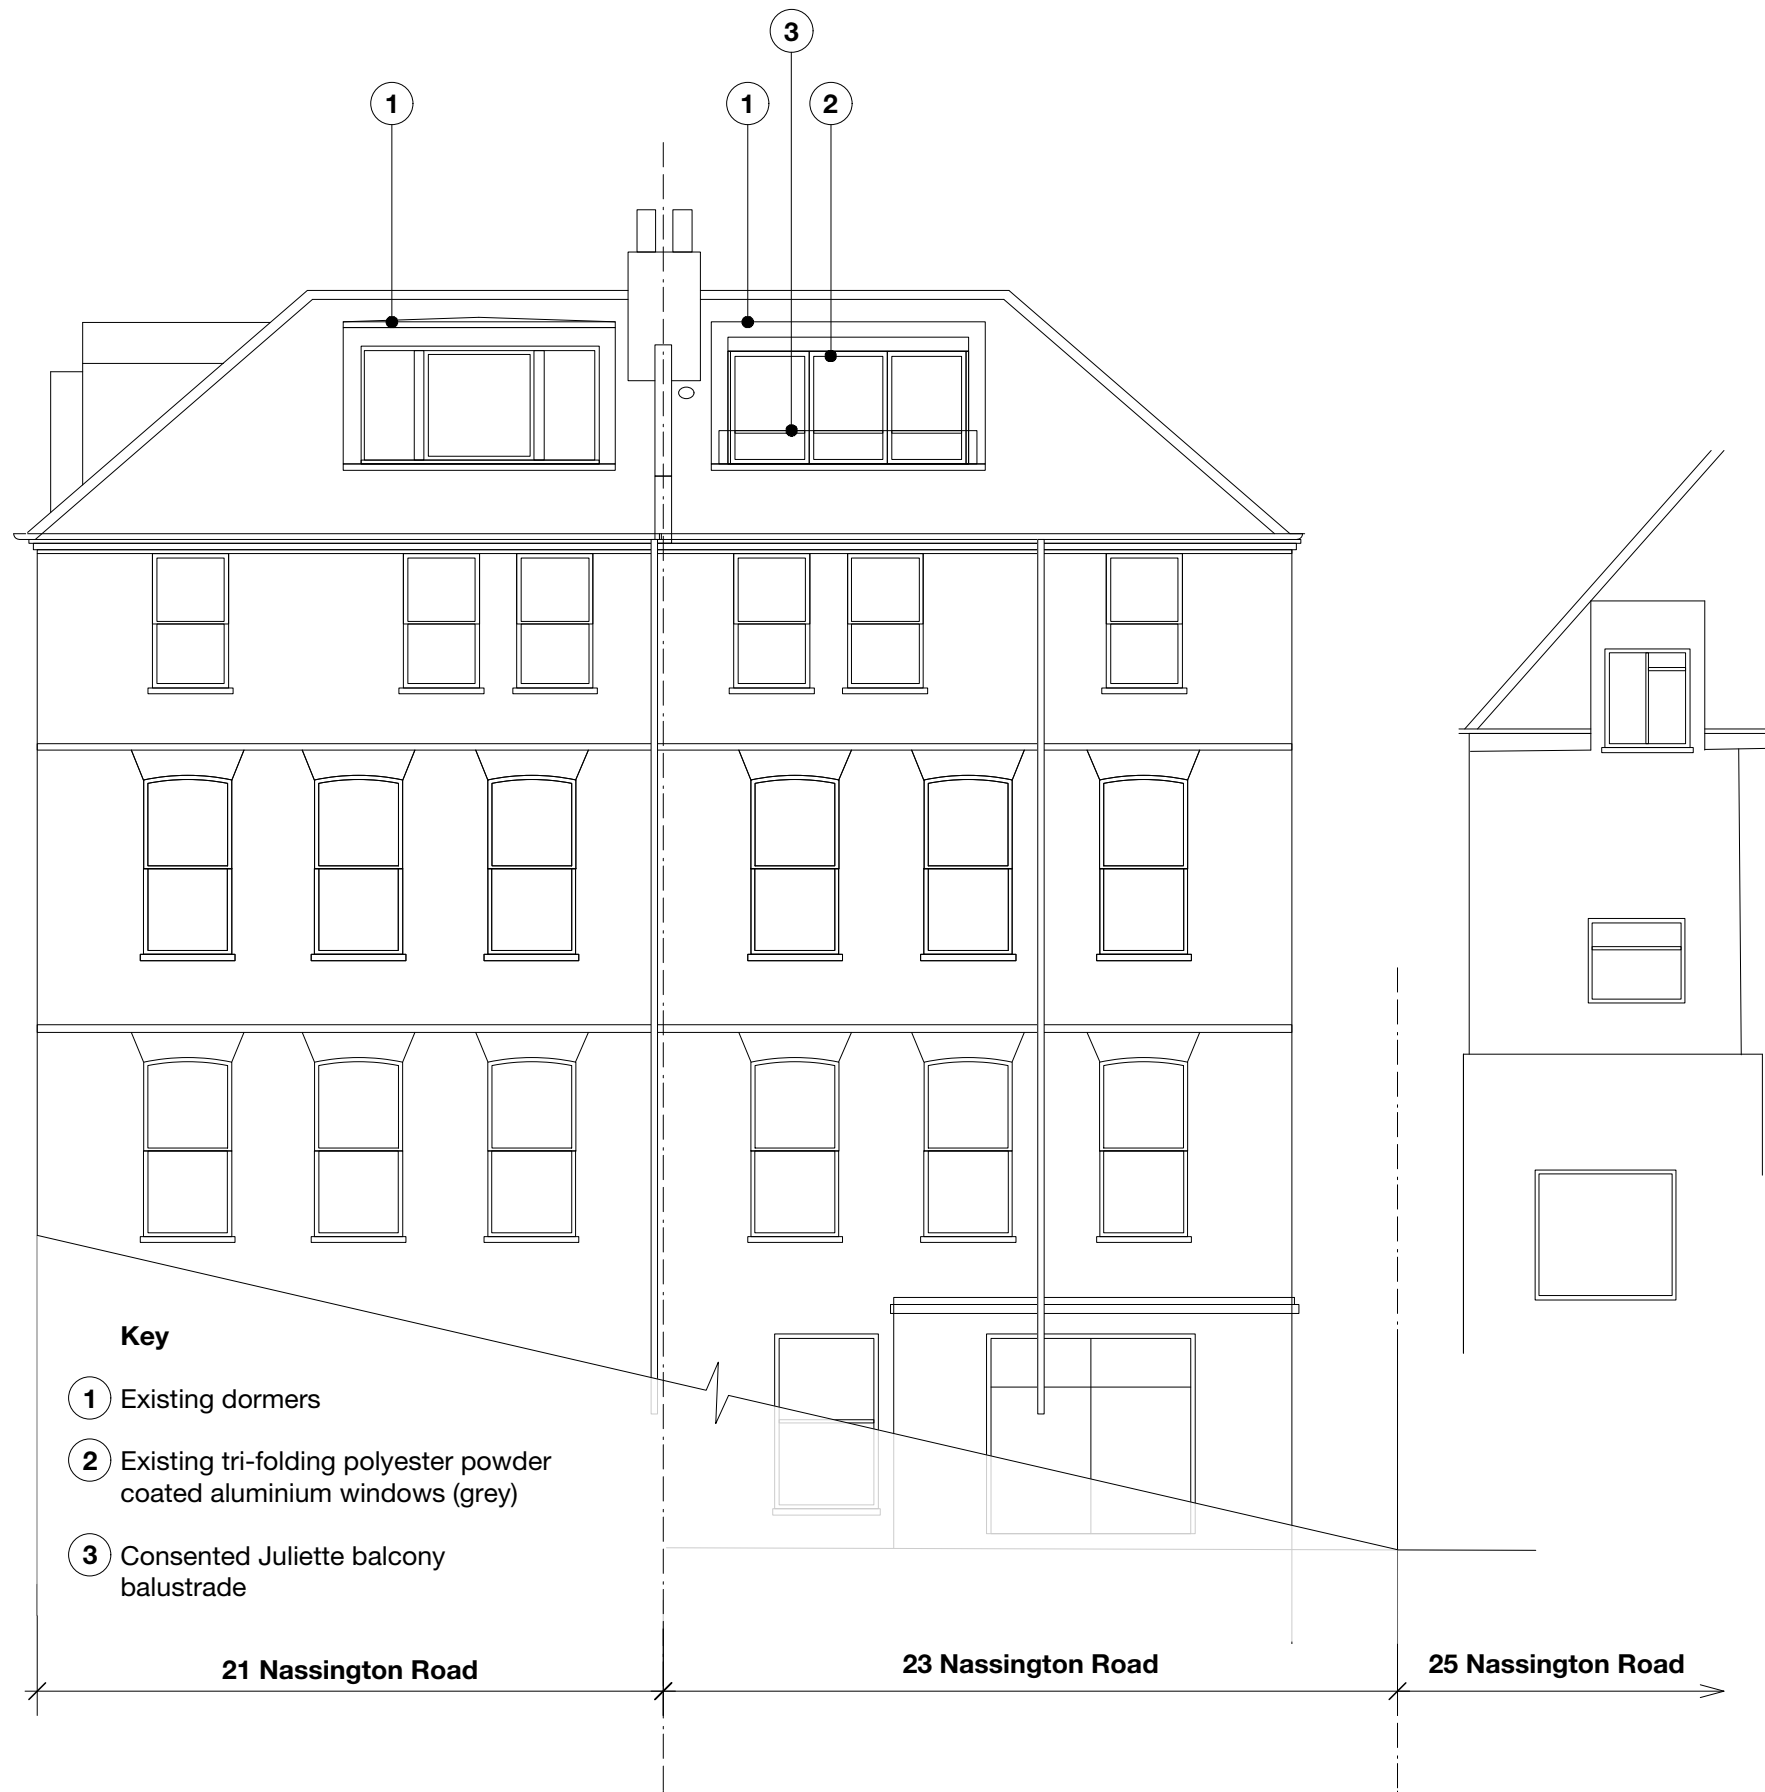 3
1
1
2
Key
1 Existing dormers
2 Existing tri-folding polyester powder
coated aluminium windows (grey)
3 Consented Juliette balcony
balustrade
21 Nassington Road
23 Nassington Road
25 Nassington Road